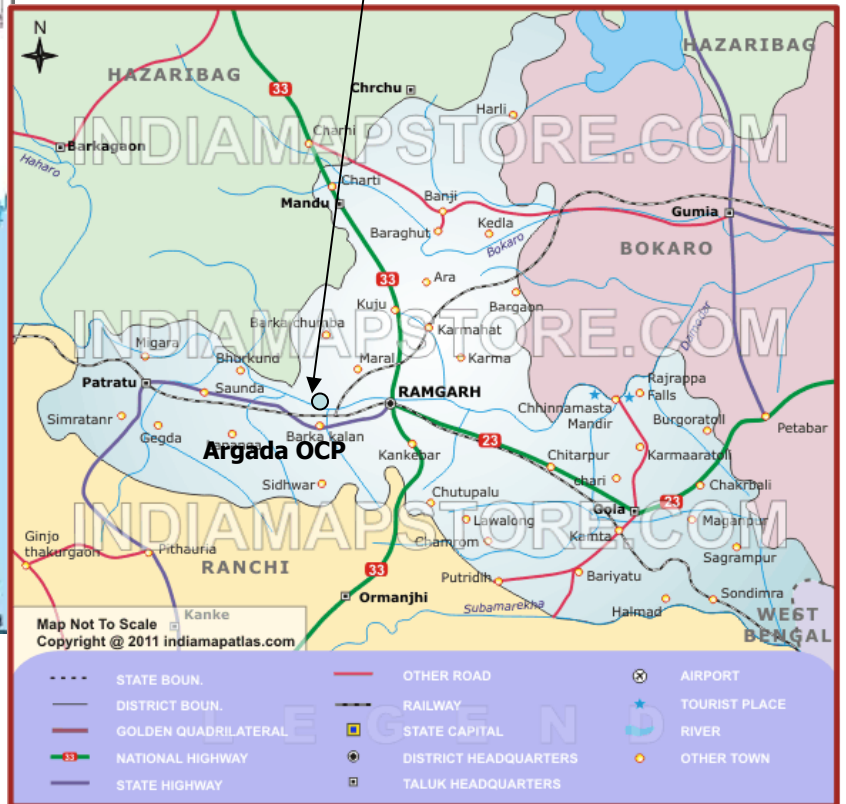 N
HAZARIBAG
HAZARIBAG
33
Chrchu
Harli
INDIAMAPSTORE.COM
Charhi
Barkagaon
Haharo
Charti
Mandu
Banji
Gumia
Baraghut
Kedla
Bokaro
BOKARO
33
Ara
Bargaon
Kuju
Damodar
Barkachumba
Karmahat
INDIAMAPSTORE.COM
Migara
Bhurkund
Maral
Karma
Patratu
Saunda
RAMGARH
Rajrappa
Falls
Chhinnamasta
Mandir
Simratanr
Gegda
Barka kalan
Burgoratoll
Petabar
Argada OCP
Kankebar
23
Karmaaratoli
Chitarpur
Sidhwar
chari
Chakrbali
Chutupalu
Gola
23
INDIAMAPSTORE.COM
Lawalong
Maganpur
Chamrom
Kamta
Ginjo
thakurgaon
Pithauria
Sagrampur
RANCHI
33
Putridih
Bariyatu
Ormanjhi
Subamarekha
Halmad
Sondimra
Kanke
WEST
BENGAL
Map Not To Scale
Copyright @ 2011 indiamapatlas.com
LEGEND
STATE BOUN.
OTHER ROAD
AIRPORT
DISTRICT BOUN.
RAILWAY
TOURIST PLACE
GOLDEN QUADRILATERAL
STATE CAPITAL
RIVER
33
NATIONAL HIGHWAY
DISTRICT HEADQUARTERS
OTHER TOWN
STATE HIGHWAY
TALUK HEADQUARTERS